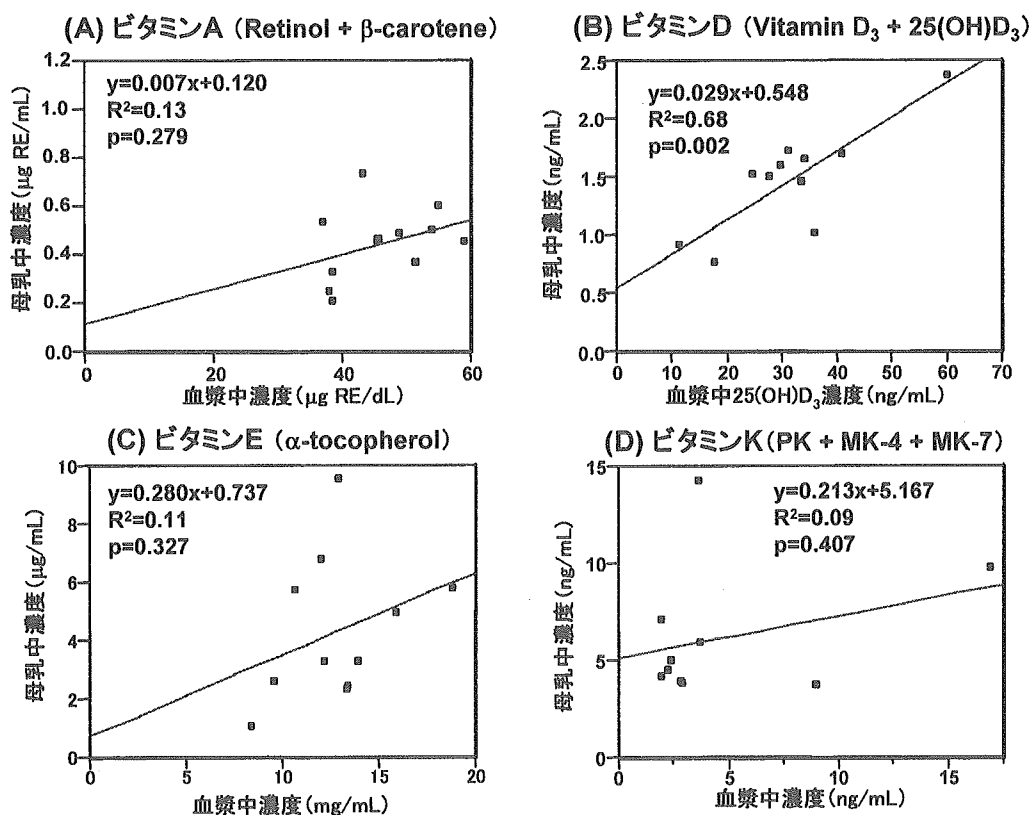 (A) ビタミンA (Retinol + β-carotene)
1.2
1.0
0.8
0.6
0.4
0.2
0.0
母乳中濃度(μg RE/mL)
y=0.007x+0.120
R²=0.13
p=0.279
0
20
40
60
血漿中濃度(μg RE/dL)
(B) ビタミンD (Vitamin D₃ + 25(OH)D₃)
2.5
2.0
1.5
1.0
0.5
0.0
母乳中濃度(ng/mL)
y=0.029x+0.548
R²=0.68
p=0.002
0
10
20
30
40
50
60
70
血漿中25(OH)D₃濃度(ng/mL)
(C) ビタミンE (α-tocopherol)
10
8
6
4
2
0
母乳中濃度(μg/mL)
y=0.280x+0.737
R²=0.11
p=0.327
0
5
10
15
20
血漿中濃度(mg/mL)
(D) ビタミンK(PK + MK-4 + MK-7)
15
10
5
0
母乳中濃度(ng/mL)
y=0.213x+5.167
R²=0.09
p=0.407
0
5
10
15
血漿中濃度(ng/mL)